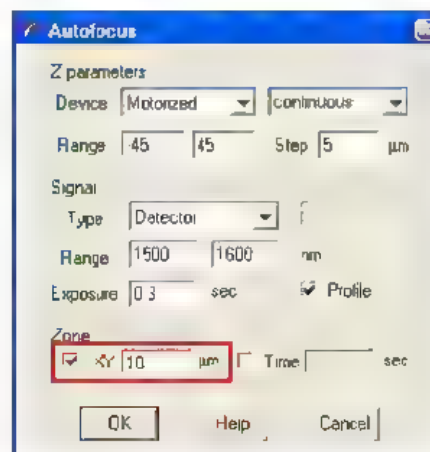 Autofocus
Z parameters
Device Motorized continuous
Range -45 45 Step 5 µm
Signal
Type Detector
Range 1500 1600 nm
Exposure 0.3 sec Profile
Zone
XY 10 µm Time sec
OK Help Cancel